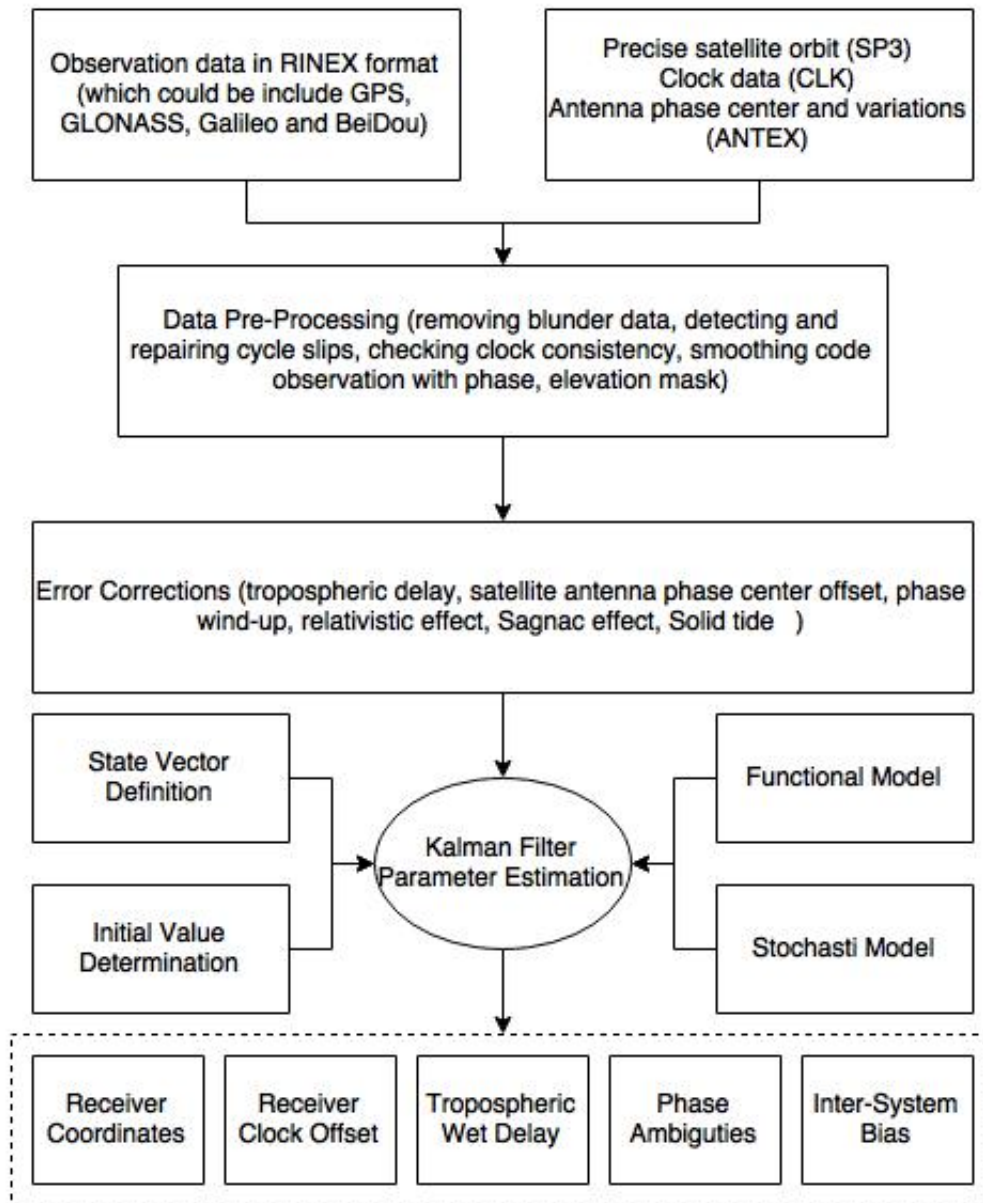 Observation data in RINEX format
(which could be include GPS,
GLONASS, Galileo and BeiDou)
Precise satellite orbit (SP3)
Clock data (CLK)
Antenna phase center and variations
(ANTEX)
Data Pre-Processing (removing blunder data, detecting and
repairing cycle slips, checking clock consistency, smoothing code
observation with phase, elevation mask)
Error Corrections (tropospheric delay, satellite antenna phase center offset, phase
wind-up, relativistic effect, Sagnac effect, Solid tide )
State Vector
Definition
Functional Model
Kalman Filter
Parameter Estimation
Initial Value
Determination
Stochasti Model
Receiver
Coordinates
Receiver
Clock Offset
Tropospheric
Wet Delay
Phase
Ambiguties
Inter-System
Bias